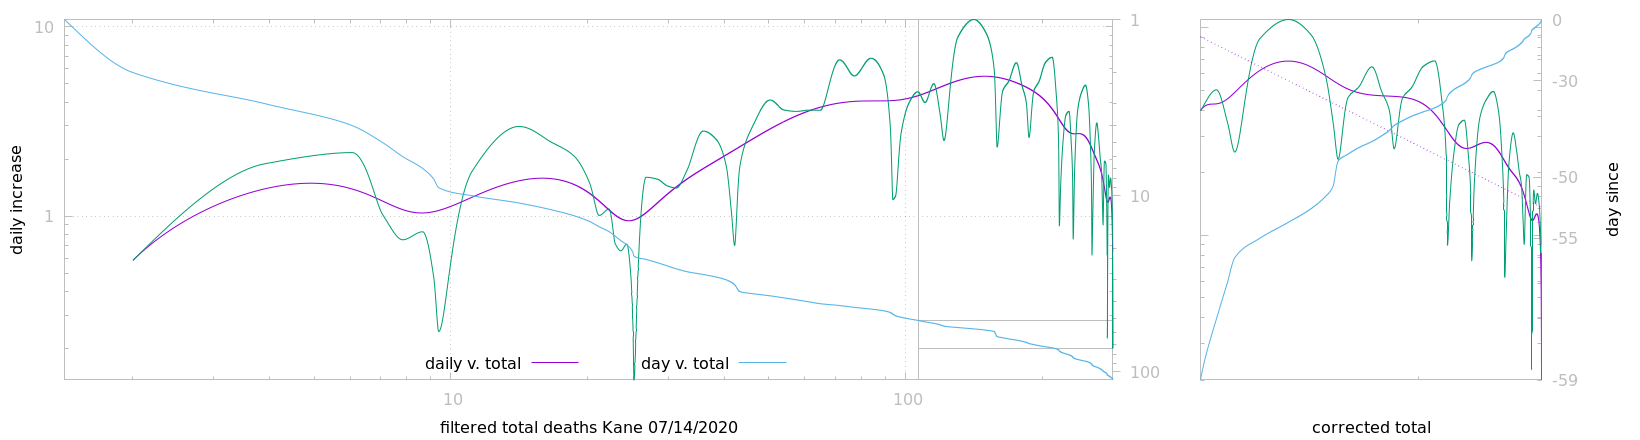 10
1
daily increase
daily v. total
day v. total
10
100
filtered total deaths Kane 07/14/2020
1
10
100
0
-30
-50
-55
-59
day since
corrected total